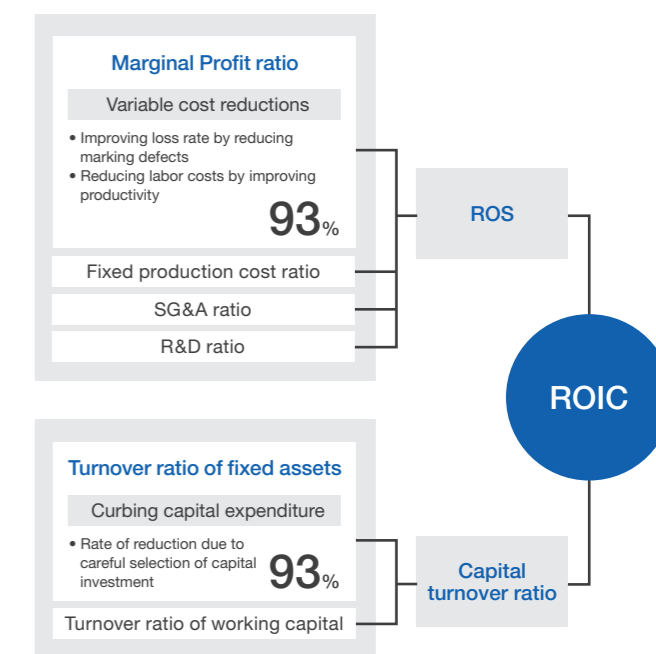 Marginal Profit ratio
Variable cost reductions
• Improving loss rate by reducing
marking defects
• Reducing labor costs by improving
productivity
93%
Fixed production cost ratio
SG&A ratio
R&D ratio
ROS
ROIC
Turnover ratio of fixed assets
Curbing capital expenditure
• Rate of reduction due to
careful selection of capital
investment
93%
Turnover ratio of working capital
Capital
turnover ratio